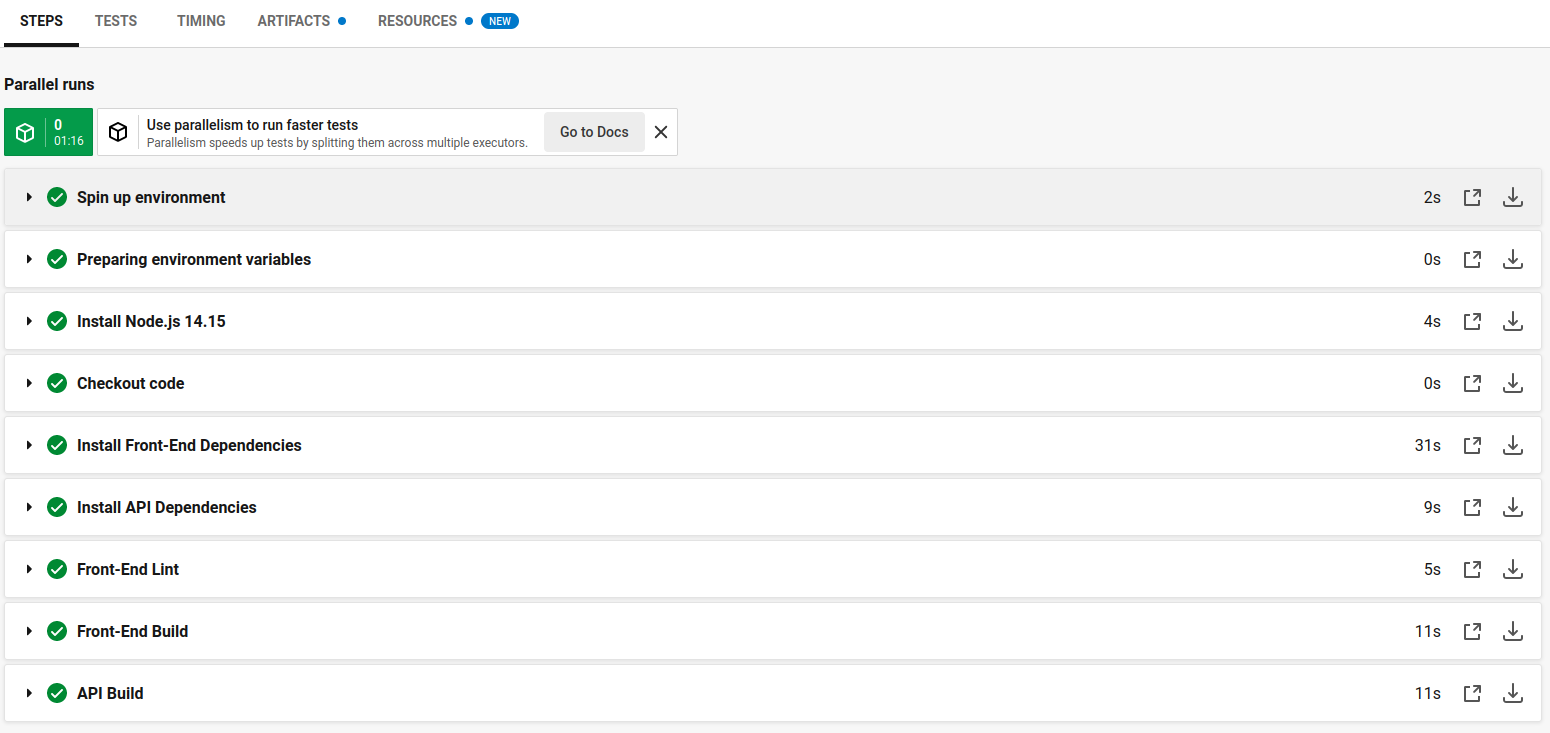 STEPS TESTS TIMING ARTIFACTS RESOURCES NEW
Parallel runs
0
01:16
Use parallelism to run faster tests
Parallelism speeds up tests by splitting them across multiple executors.
Go to Docs
Spin up environment 2s
Preparing environment variables 0s
Install Node.js 14.15 4s
Checkout code 0s
Install Front-End Dependencies 31s
Install API Dependencies 9s
Front-End Lint 5s
Front-End Build 11s
API Build 11s